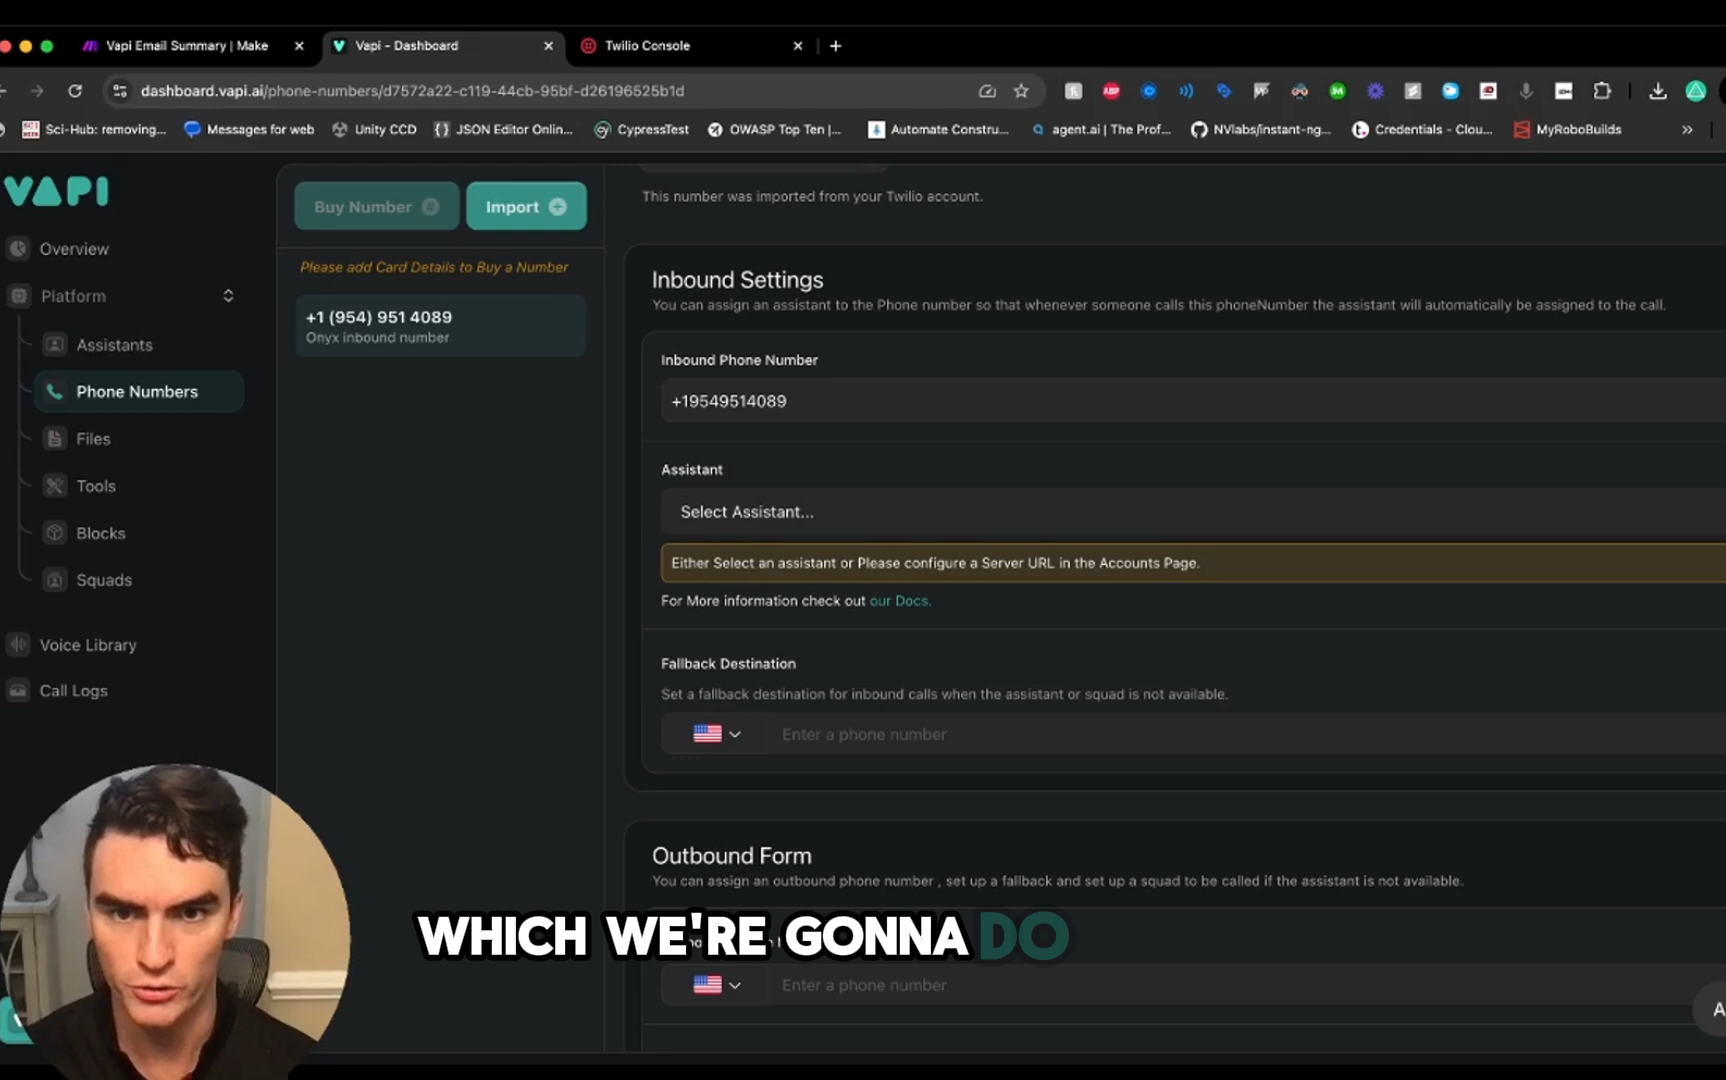 Vapi Email Summary | Make
Vapi - Dashboard
Twilio Console
dashboard.vapi.ai/phone-numbers/d7572a22-c119-44cb-95bf-d26196525b1d
Sci-Hub: removing...
Messages for web
Unity CCD
JSON Editor Onlin...
CypressTest
OWASP Top Ten |...
Automate Constru...
agent.ai | The Prof...
NVlabs/instant-ng...
Credentials - Clou...
MyRoboBuilds
VAPI
Overview
Platform
Assistants
Phone Numbers
Files
Tools
Blocks
Squads
Voice Library
Call Logs
Buy Number
Import
Please add Card Details to Buy a Number
+1 (954) 951 4089
Onyx inbound number
This number was imported from your Twilio account.
Inbound Settings
You can assign an assistant to the Phone number so that whenever someone calls this phoneNumber the assistant will automatically be assigned to the call.
Inbound Phone Number
+19549514089
Assistant
Select Assistant...
Either Select an assistant or Please configure a Server URL in the Accounts Page.
For More information check out our Docs.
Fallback Destination
Set a fallback destination for inbound calls when the assistant or squad is not available.
Enter a phone number
Outbound Form
You can assign an outbound phone number , set up a fallback and set up a squad to be called if the assistant is not available.
WHICH WE'RE GONNA DO
Enter a phone number